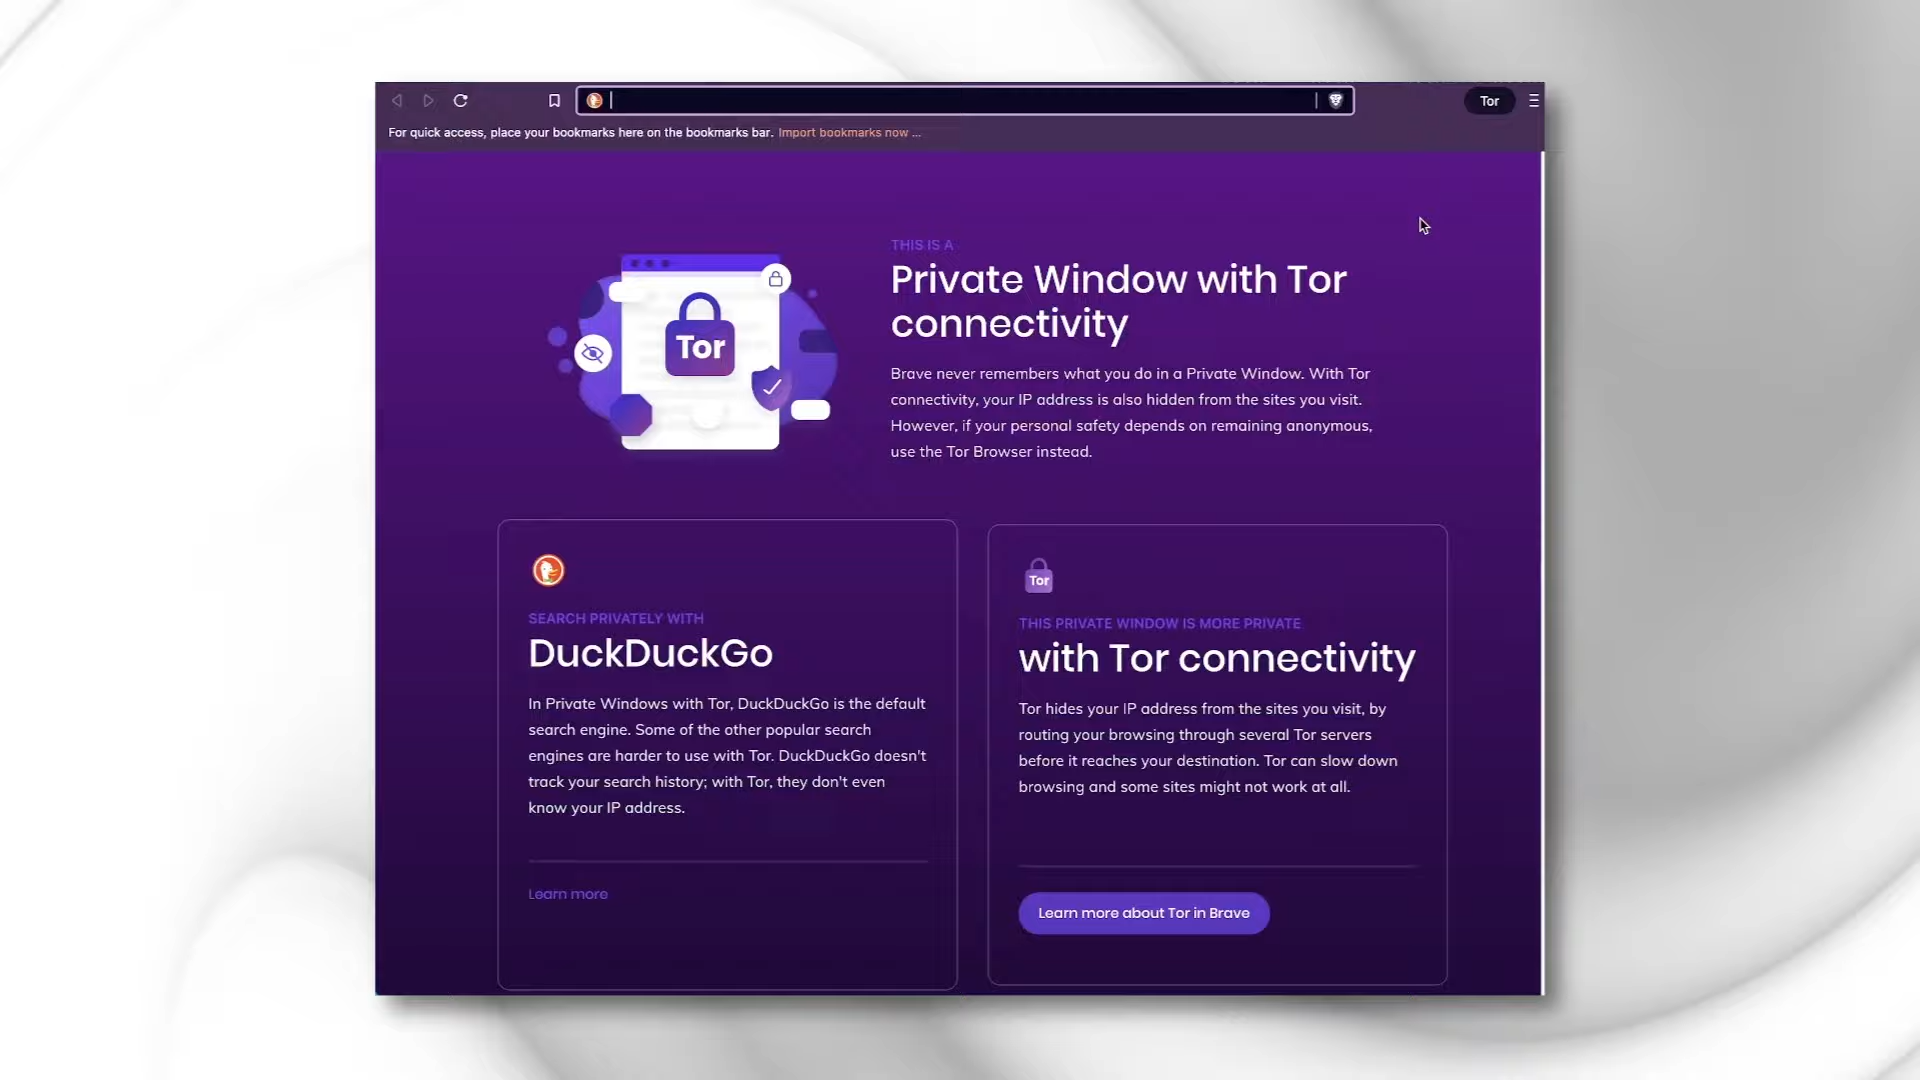 Tor
For quick access, place your bookmarks here on the bookmarks bar. Import bookmarks now ...
THIS IS A
Private Window with Tor
connectivity
Tor
Brave never remembers what you do in a Private Window. With Tor
connectivity, your IP address is also hidden from the sites you visit.
However, if your personal safety depends on remaining anonymous,
use the Tor Browser instead.
SEARCH PRIVATELY WITH
DuckDuckGo
In Private Windows with Tor, DuckDuckGo is the default
search engine. Some of the other popular search
engines are harder to use with Tor. DuckDuckGo doesn't
track your search history; with Tor, they don't even
know your IP address.
Learn more
Tor
THIS PRIVATE WINDOW IS MORE PRIVATE
with Tor connectivity
Tor hides your IP address from the sites you visit, by
routing your browsing through several Tor servers
before it reaches your destination. Tor can slow down
browsing and some sites might not work at all.
Learn more about Tor in Brave